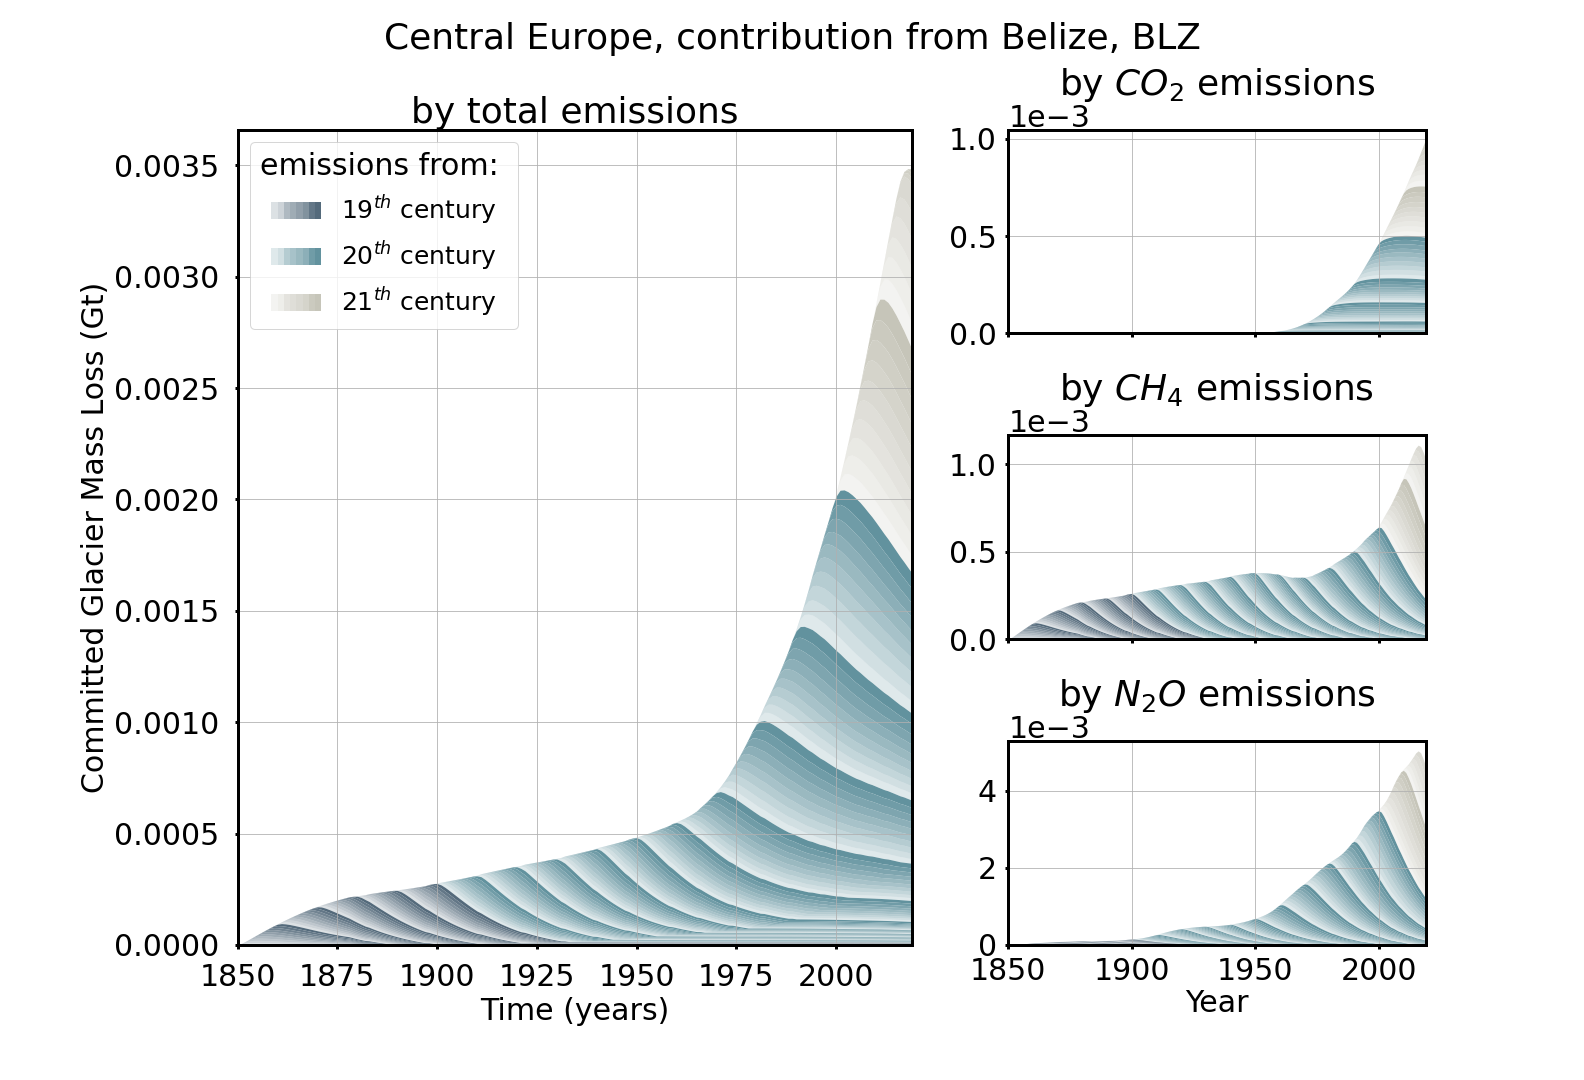 Central Europe, contribution from Belize, BLZ
by total emissions
emissions from:
19th century
20th century
21th century
Committed Glacier Mass Loss (Gt)
0.0035
0.0030
0.0025
0.0020
0.0015
0.0010
0.0005
0.0000
1850 1875 1900 1925 1950 1975 2000
Time (years)
by CO2 emissions
1e−3
1.0
0.5
0.0
by CH4 emissions
1e−3
1.0
0.5
0.0
by N2O emissions
1e−3
4
2
0
1850 1900 1950 2000
Year